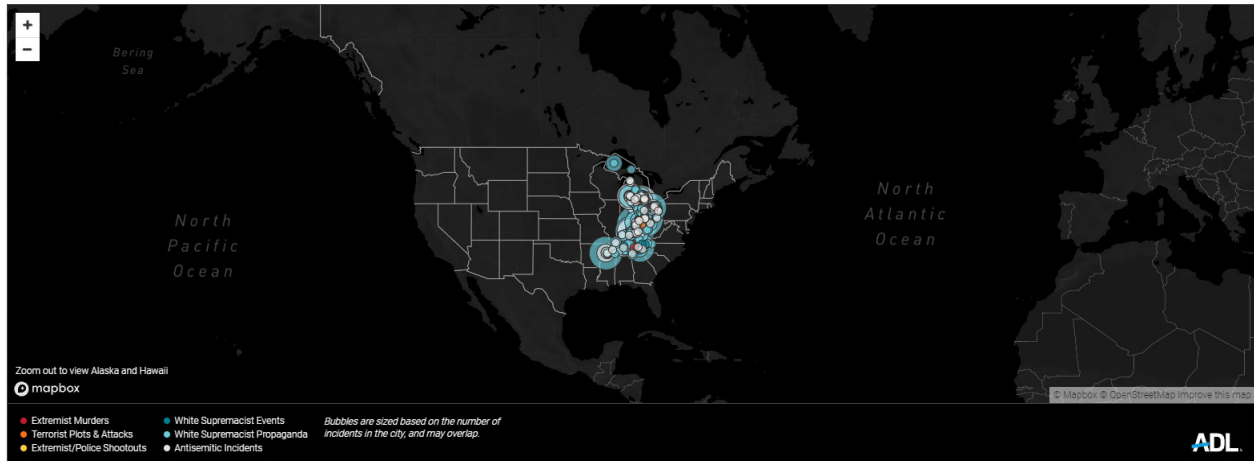 +
−
Bering
Sea
North
Pacific
Ocean
North
Atlantic
Ocean
Zoom out to view Alaska and Hawaii
mapbox
© Mapbox © OpenStreetMap Improve this map
Extremist Murders
Terrorist Plots & Attacks
Extremist/Police Shootouts
White Supremacist Events
White Supremacist Propaganda
Antisemitic Incidents
Bubbles are sized based on the number of
incidents in the city, and may overlap.
ADL